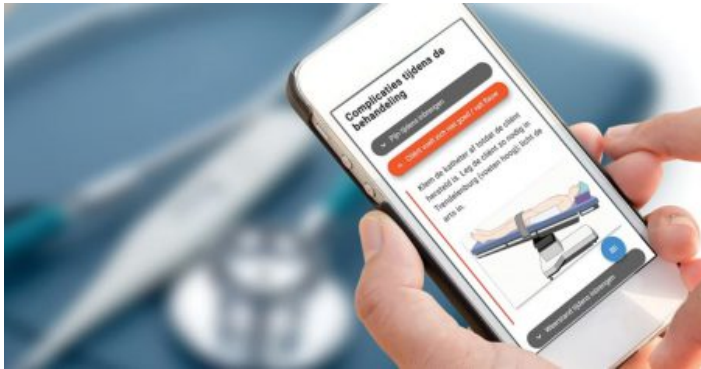 Complicaties tijdens de
behandeling
Pijn tijdens inbrengen
Cliënt voelt zich niet goed / valt flauw
Klem de katheter af totdat de cliënt
hersteld is. Leg de cliënt zo nodig in
Trendelenburg (voeten hoog); licht de
arts in.
Weerstand tijdens inbrengen